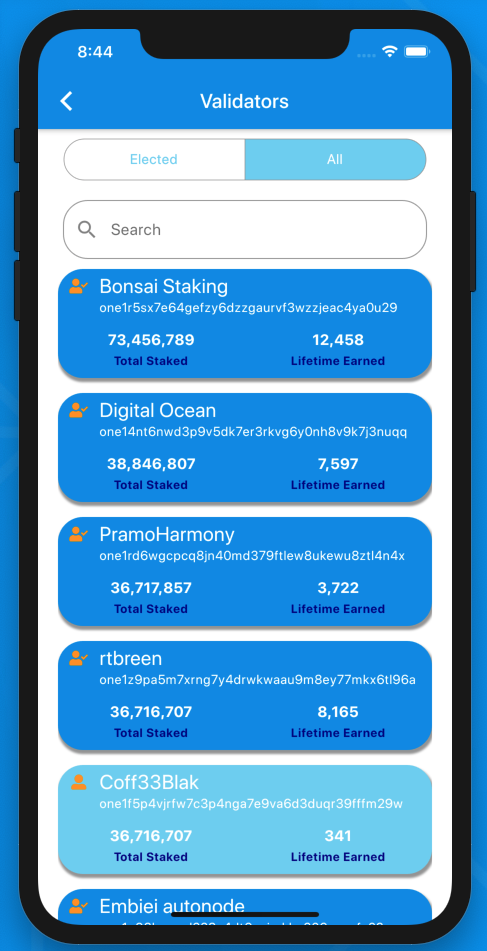 8:44
Validators
Elected
All
Search
Bonsai Staking
one1r5sx7e64gefzy6dzzgaurvf3wzzjeac4ya0u29
73,456,789
12,458
Total Staked
Lifetime Earned
Digital Ocean
one14nt6nwd3p9v5dk7er3rkvg6y0nh8v9k7j3nuqq
38,846,807
7,597
Total Staked
Lifetime Earned
PramoHarmony
one1rd6wgcpcq8jn40md379ftlew8ukewu8ztl4n4x
36,717,857
3,722
Total Staked
Lifetime Earned
rtbreen
one1z9pa5m7xrng7y4drwkwaau9m8ey77mkx6tl96a
36,716,707
8,165
Total Staked
Lifetime Earned
Coff33Blak
one1f5p4vjrfw7c3p4nga7e9va6d3duqr39fffm29w
36,716,707
341
Total Staked
Lifetime Earned
Embiei autonode